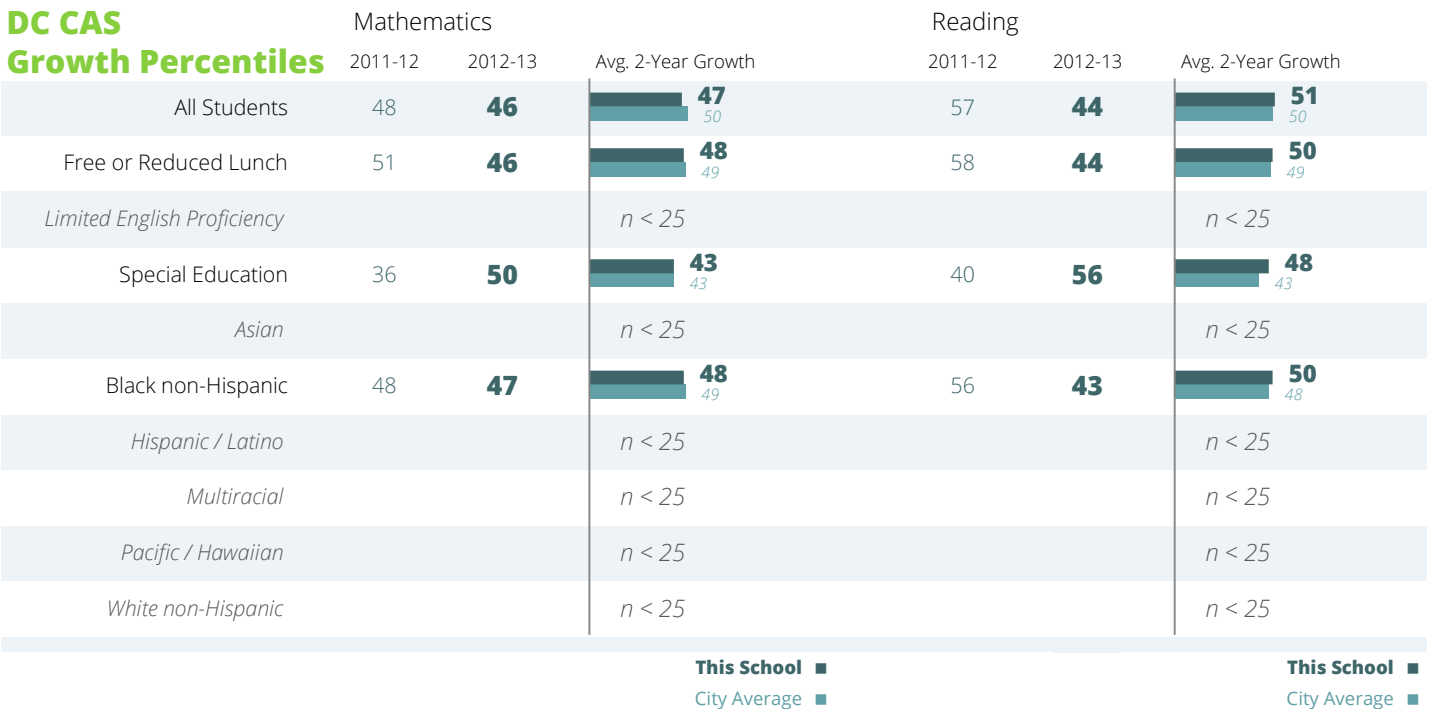 DC CAS
Growth Percentiles
Mathematics
Reading
2011-12 2012-13 Avg. 2-Year Growth 2011-12 2012-13 Avg. 2-Year Growth
All Students 48 46 47 50 57 44 51 50
Free or Reduced Lunch 51 46 48 49 58 44 50 49
Limited English Proficiency n < 25 n < 25
Special Education 36 50 43 43 40 56 48 43
Asian n < 25 n < 25
Black non-Hispanic 48 47 48 49 56 43 50 48
Hispanic / Latino n < 25 n < 25
Multiracial n < 25 n < 25
Pacific / Hawaiian n < 25 n < 25
White non-Hispanic n < 25 n < 25
This School This School
City Average City Average